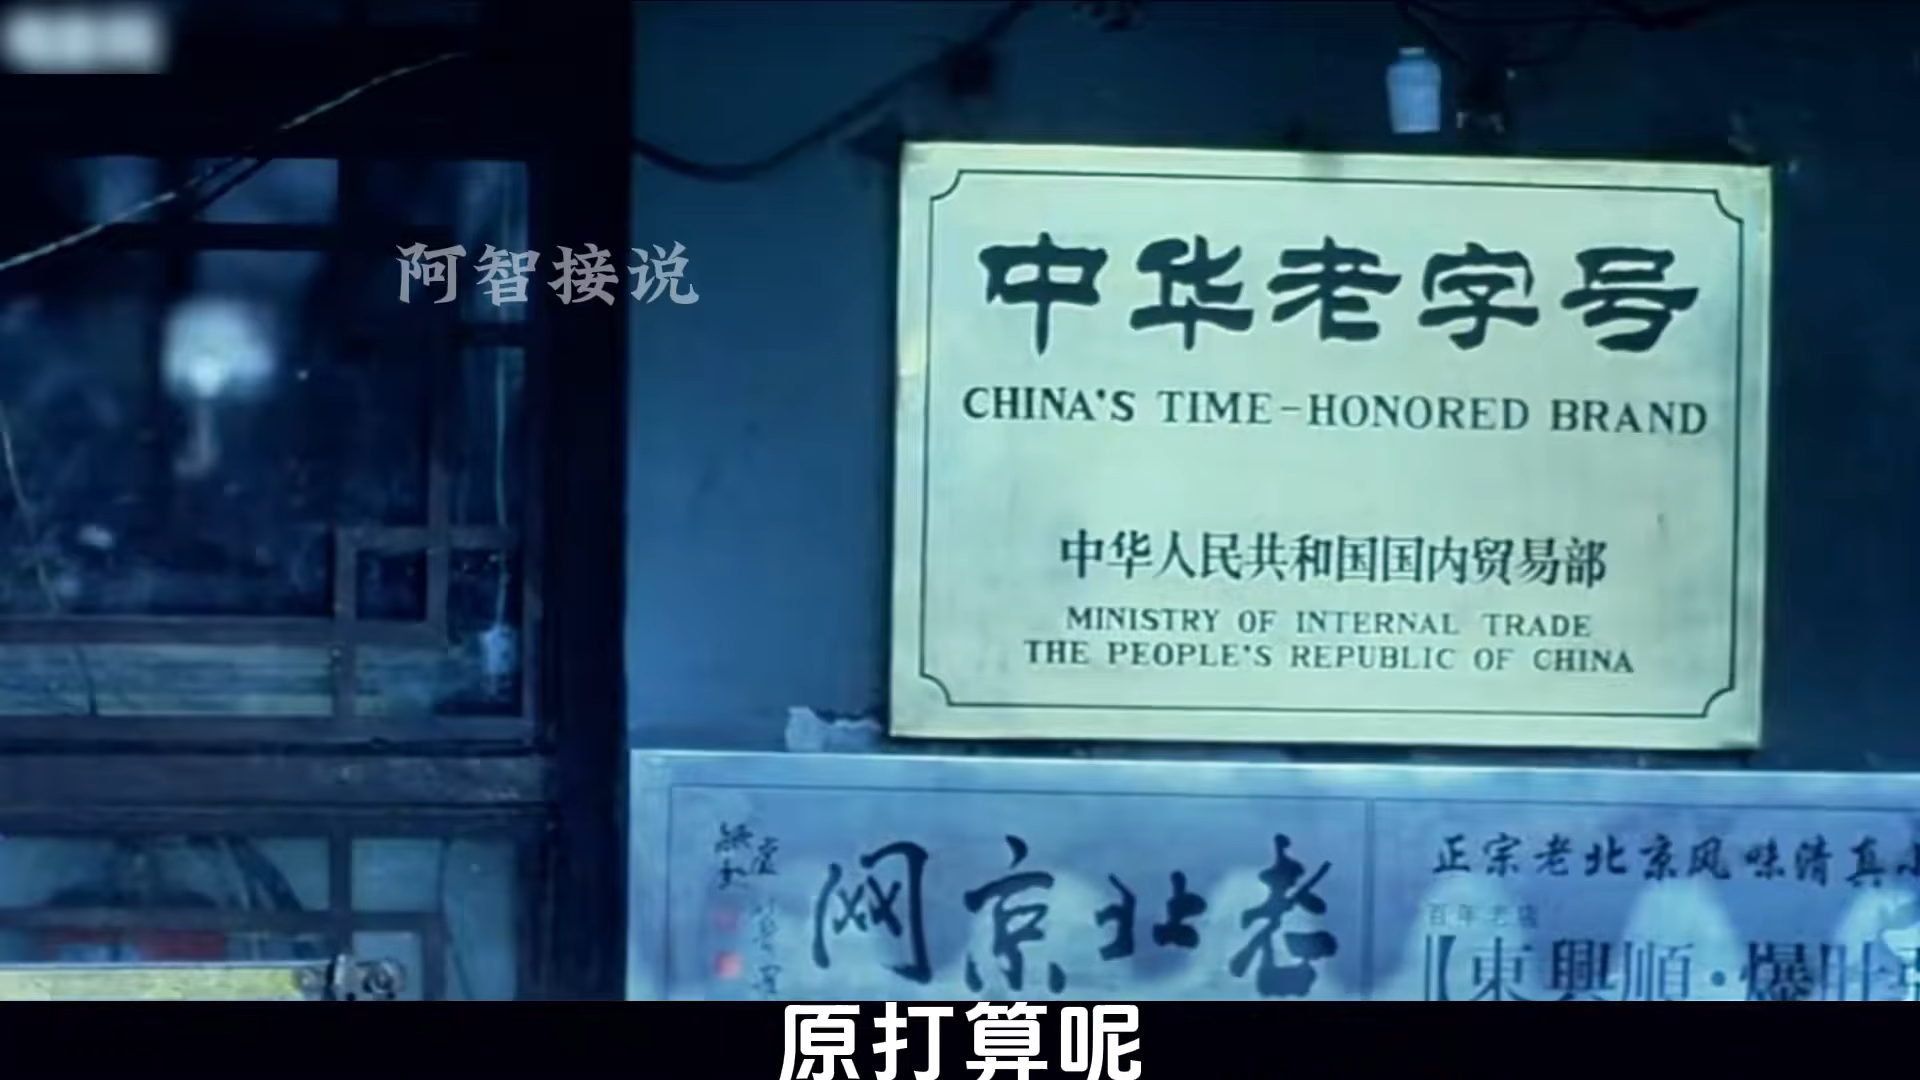 阿智接说
中华老字号
CHINA'S TIME-HONORED BRAND
中华人民共和国国内贸易部
MINISTRY OF INTERNAL TRADE
THE PEOPLE'S REPUBLIC OF CHINA
老北京网
正宗老北京风味清真小
百年老店
【東興順·爆肚
原打算呢